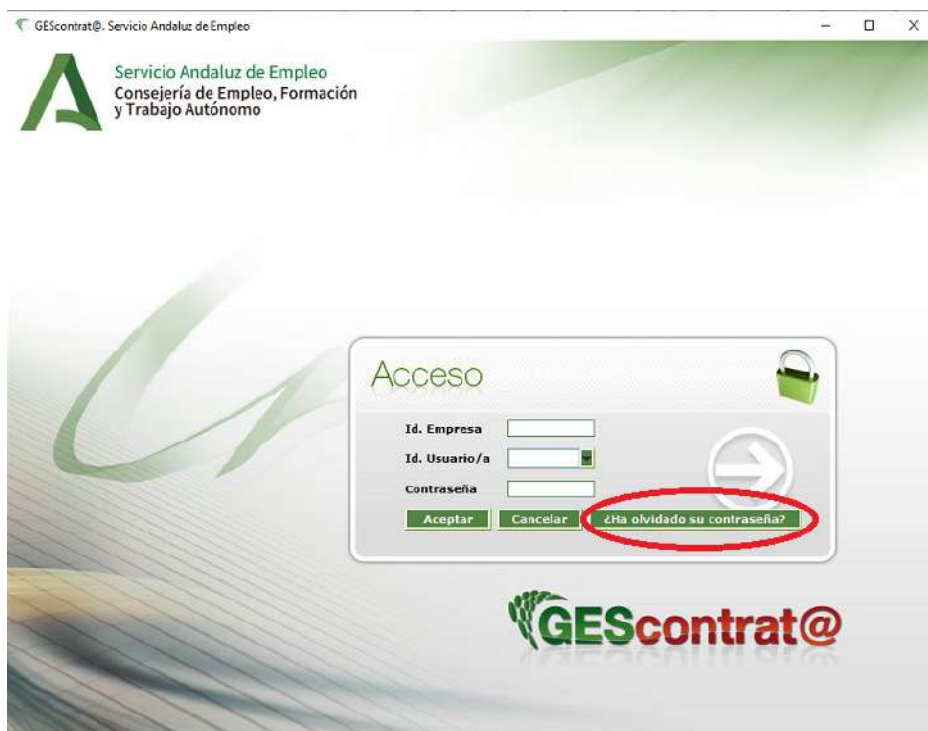 GEScontrat@. Servicio Andaluz de Empleo
Servicio Andaluz de Empleo
Consejería de Empleo, Formación
y Trabajo Autónomo
Acceso
Id. Empresa
Id. Usuario/a
Contraseña
Aceptar Cancelar ¿Ha olvidado su contraseña?
GEScontrat@